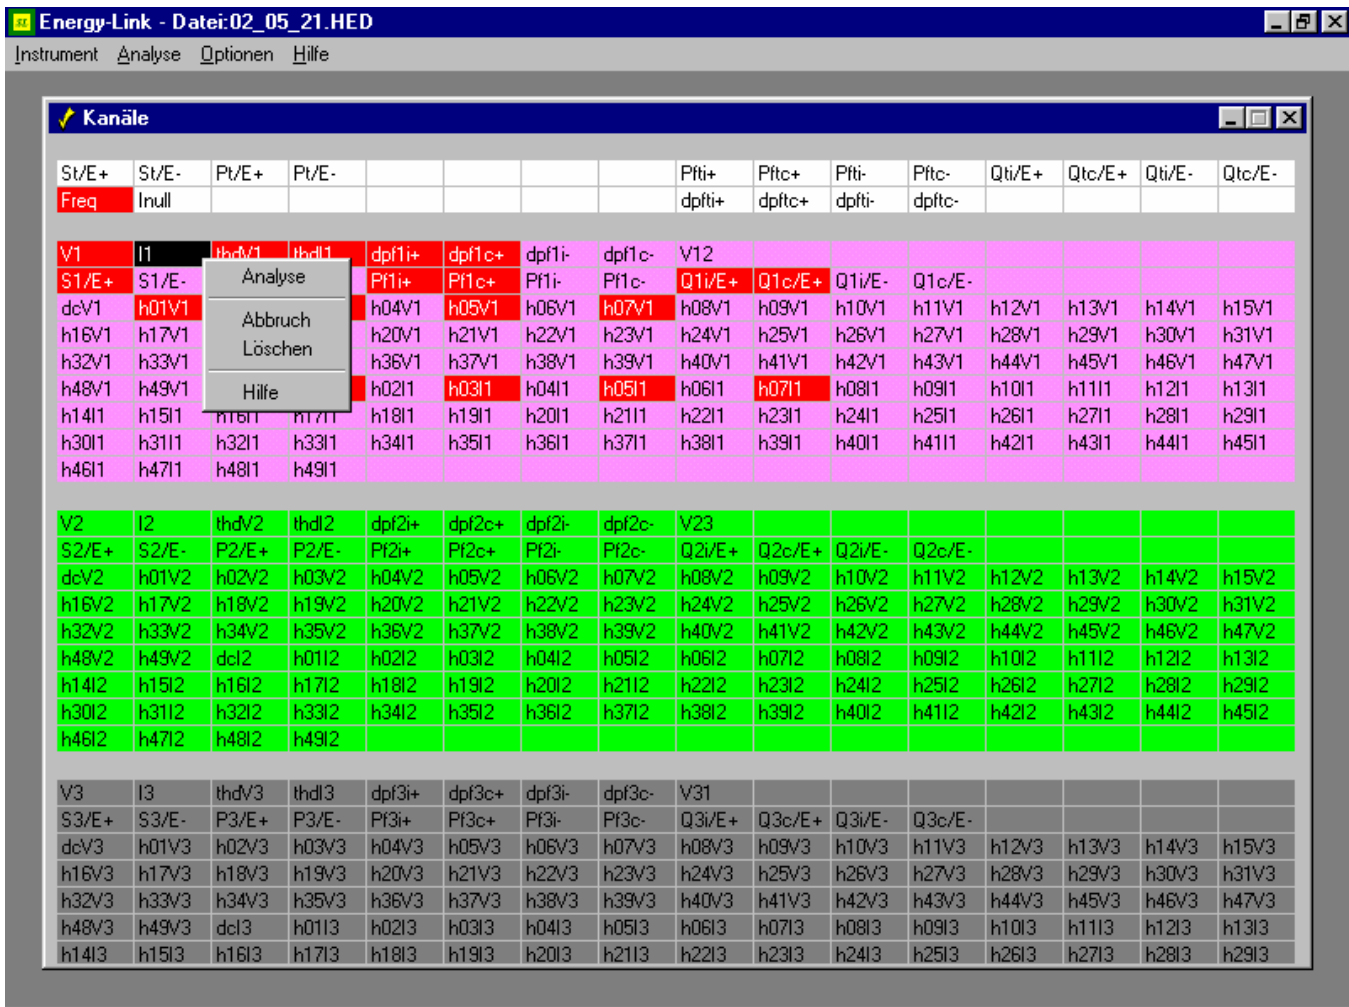 Energy-Link - Datei:02_05_21.HED
Instrument Analyse Optionen Hilfe
Kanäle
St/E+ St/E- Pt/E+ Pt/E- Pfti+ Pftc+ Pfti- Pftc- Qti/E+ Qtc/E+ Qti/E- Qtc/E-
Freq Inull dpfti+ dpftc+ dpfti- dpftc-
V1 I1 thdV1 thdI1 dpf1i+ dpf1c+ dpf1i- dpf1c- V12
S1/E+ S1/E- Pf1i+ Pf1c+ Pf1i- Pf1c- Q1i/E+ Q1c/E+ Q1i/E- Q1c/E-
dcV1 h01V1 h04V1 h05V1 h06V1 h07V1 h08V1 h09V1 h10V1 h11V1 h12V1 h13V1 h14V1 h15V1
h16V1 h17V1 h20V1 h21V1 h22V1 h23V1 h24V1 h25V1 h26V1 h27V1 h28V1 h29V1 h30V1 h31V1
h32V1 h33V1 h36V1 h37V1 h38V1 h39V1 h40V1 h41V1 h42V1 h43V1 h44V1 h45V1 h46V1 h47V1
h48V1 h49V1 h02I1 h03I1 h04I1 h05I1 h06I1 h07I1 h08I1 h09I1 h10I1 h11I1 h12I1 h13I1
h14I1 h15I1 h16I1 h17I1 h18I1 h19I1 h20I1 h21I1 h22I1 h23I1 h24I1 h25I1 h26I1 h27I1 h28I1 h29I1
h30I1 h31I1 h32I1 h33I1 h34I1 h35I1 h36I1 h37I1 h38I1 h39I1 h40I1 h41I1 h42I1 h43I1 h44I1 h45I1
h46I1 h47I1 h48I1 h49I1
Analyse
Abbruch
Löschen
Hilfe
V2 I2 thdV2 thdI2 dpf2i+ dpf2c+ dpf2i- dpf2c- V23
S2/E+ S2/E- P2/E+ P2/E- Pf2i+ Pf2c+ Pf2i- Pf2c- Q2i/E+ Q2c/E+ Q2i/E- Q2c/E-
dcV2 h01V2 h02V2 h03V2 h04V2 h05V2 h06V2 h07V2 h08V2 h09V2 h10V2 h11V2 h12V2 h13V2 h14V2 h15V2
h16V2 h17V2 h18V2 h19V2 h20V2 h21V2 h22V2 h23V2 h24V2 h25V2 h26V2 h27V2 h28V2 h29V2 h30V2 h31V2
h32V2 h33V2 h34V2 h35V2 h36V2 h37V2 h38V2 h39V2 h40V2 h41V2 h42V2 h43V2 h44V2 h45V2 h46V2 h47V2
h48V2 h49V2 dcI2 h01I2 h02I2 h03I2 h04I2 h05I2 h06I2 h07I2 h08I2 h09I2 h10I2 h11I2 h12I2 h13I2
h14I2 h15I2 h16I2 h17I2 h18I2 h19I2 h20I2 h21I2 h22I2 h23I2 h24I2 h25I2 h26I2 h27I2 h28I2 h29I2
h30I2 h31I2 h32I2 h33I2 h34I2 h35I2 h36I2 h37I2 h38I2 h39I2 h40I2 h41I2 h42I2 h43I2 h44I2 h45I2
h46I2 h47I2 h48I2 h49I2
V3 I3 thdV3 thdI3 dpf3i+ dpf3c+ dpf3i- dpf3c- V31
S3/E+ S3/E- P3/E+ P3/E- Pf3i+ Pf3c+ Pf3i- Pf3c- Q3i/E+ Q3c/E+ Q3i/E- Q3c/E-
dcV3 h01V3 h02V3 h03V3 h04V3 h05V3 h06V3 h07V3 h08V3 h09V3 h10V3 h11V3 h12V3 h13V3 h14V3 h15V3
h16V3 h17V3 h18V3 h19V3 h20V3 h21V3 h22V3 h23V3 h24V3 h25V3 h26V3 h27V3 h28V3 h29V3 h30V3 h31V3
h32V3 h33V3 h34V3 h35V3 h36V3 h37V3 h38V3 h39V3 h40V3 h41V3 h42V3 h43V3 h44V3 h45V3 h46V3 h47V3
h48V3 h49V3 dcI3 h01I3 h02I3 h03I3 h04I3 h05I3 h06I3 h07I3 h08I3 h09I3 h10I3 h11I3 h12I3 h13I3
h14I3 h15I3 h16I3 h17I3 h18I3 h19I3 h20I3 h21I3 h22I3 h23I3 h24I3 h25I3 h26I3 h27I3 h28I3 h29I3